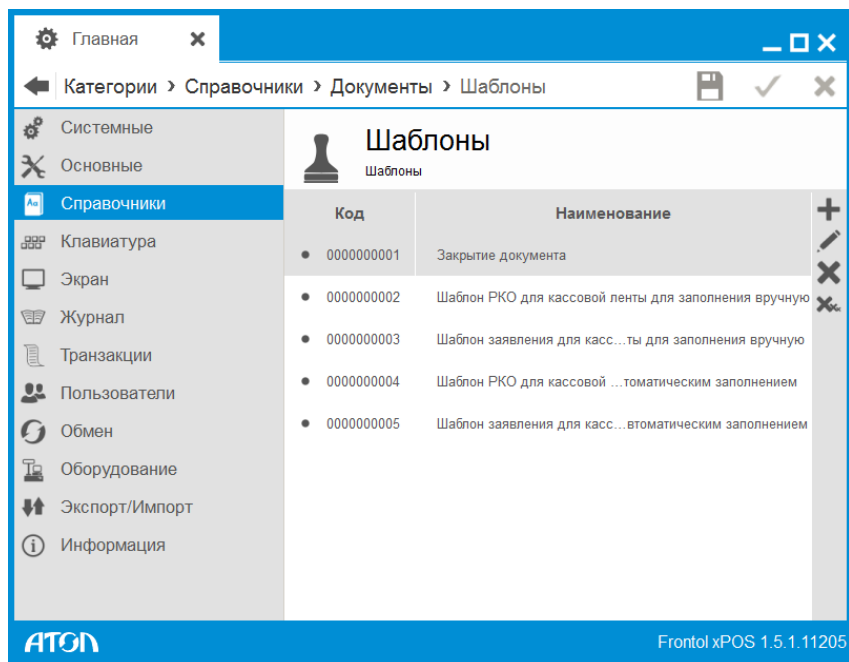 Главная
Категории › Справочники › Документы › Шаблоны
Системные
Основные
Справочники
Клавиатура
Экран
Журнал
Транзакции
Пользователи
Обмен
Оборудование
Экспорт/Импорт
Информация
Шаблоны
Шаблоны
Код Наименование
0000000001 Закрытие документа
0000000002 Шаблон РКО для кассовой ленты для заполнения вручную
0000000003 Шаблон заявления для касс...ты для заполнения вручную
0000000004 Шаблон РКО для кассовой ...томатическим заполнением
0000000005 Шаблон заявления для касс...втоматическим заполнением
ATOL Frontol xPOS 1.5.1.11205